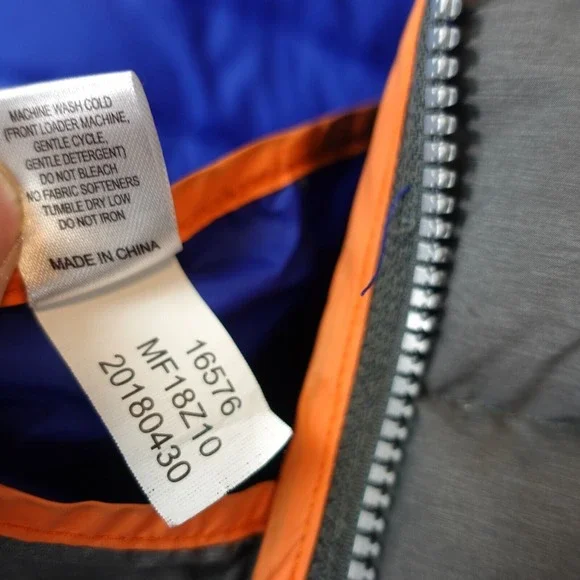 MACHINE WASH COLD
(FRONT LOADER MACHINE,
GENTLE CYCLE,
GENTLE DETERGENT)
DO NOT BLEACH
NO FABRIC SOFTENERS
TUMBLE DRY LOW
DO NOT IRON
MADE IN CHINA
16576
MF18Z10
20180430